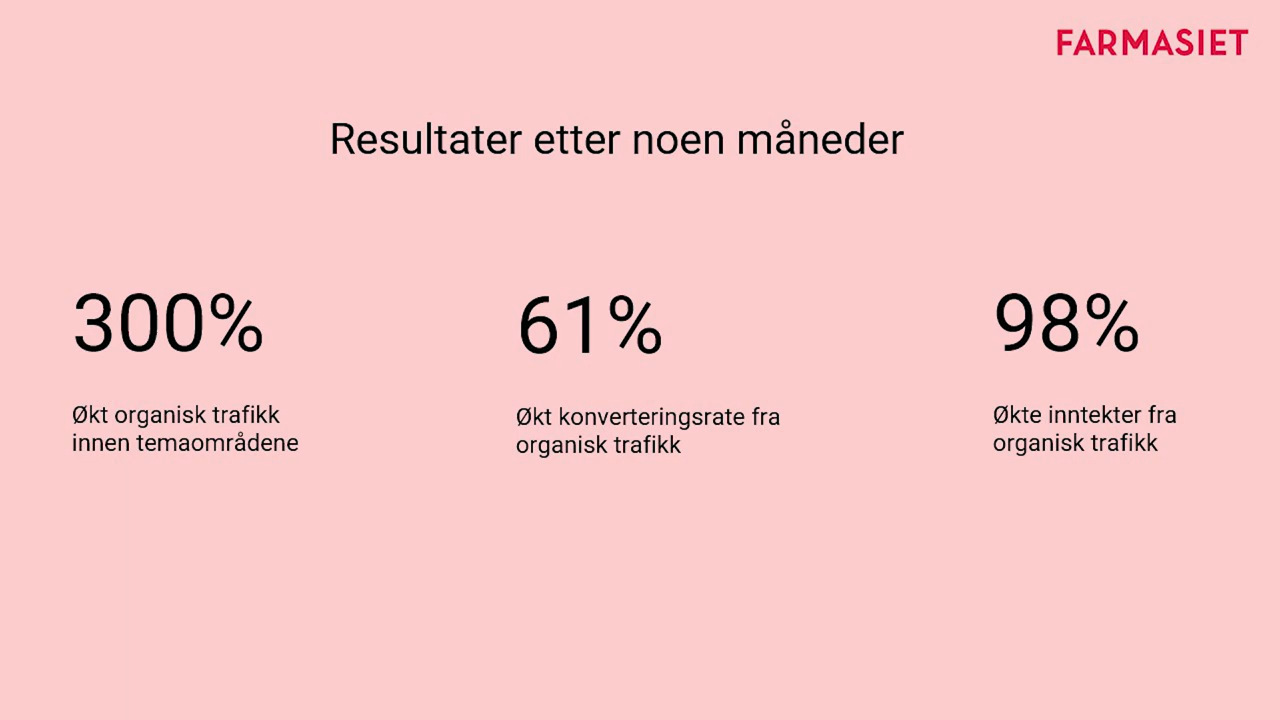 FARMASIET
Resultater etter noen måneder
300%
Økt organisk trafikk
innen temaområdene
61%
Økt konverteringsrate fra
organisk trafikk
98%
Økte inntekter fra
organisk trafikk